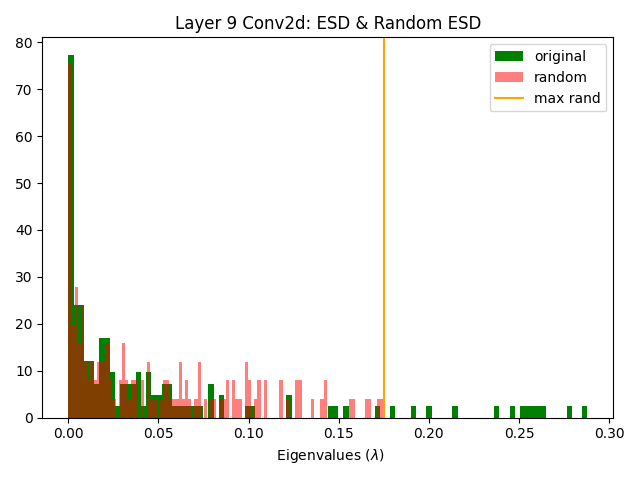 Layer 9 Conv2d: ESD & Random ESD
original
random
max rand
80
70
60
50
40
30
20
10
0
0.00 0.05 0.10 0.15 0.20 0.25 0.30
Eigenvalues (λ)